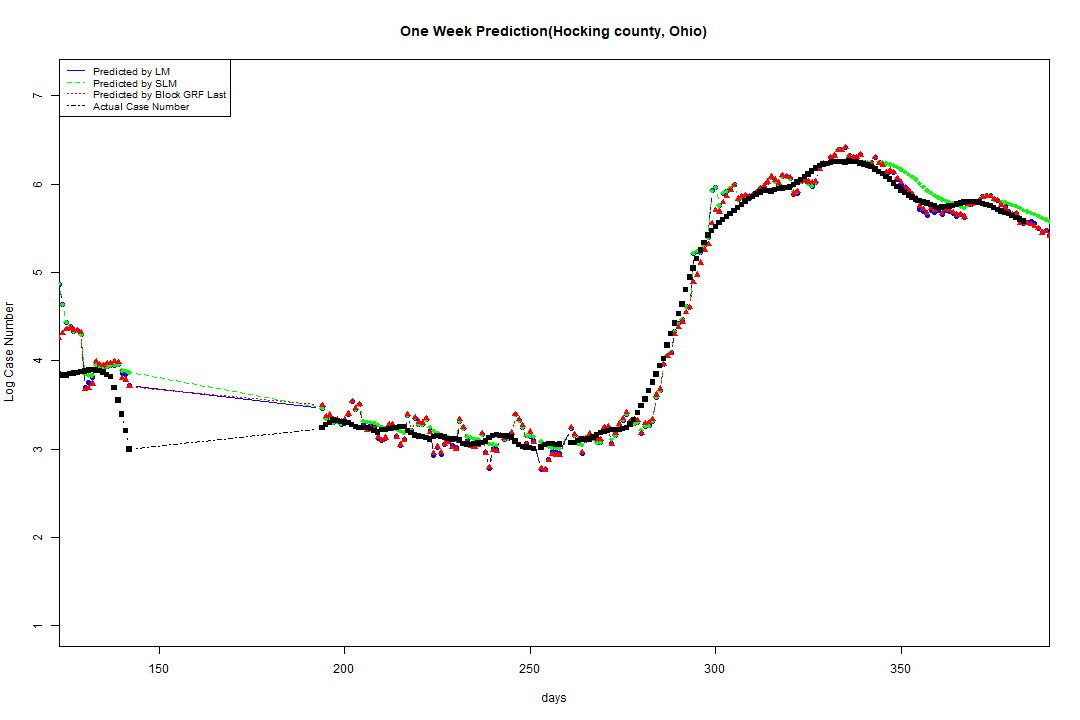 One Week Prediction(Hocking county, Ohio)
Predicted by LM
Predicted by SLM
Predicted by Block GRF Last
Actual Case Number
7
6
5
4
3
2
1
Log Case Number
150 200 250 300 350
days